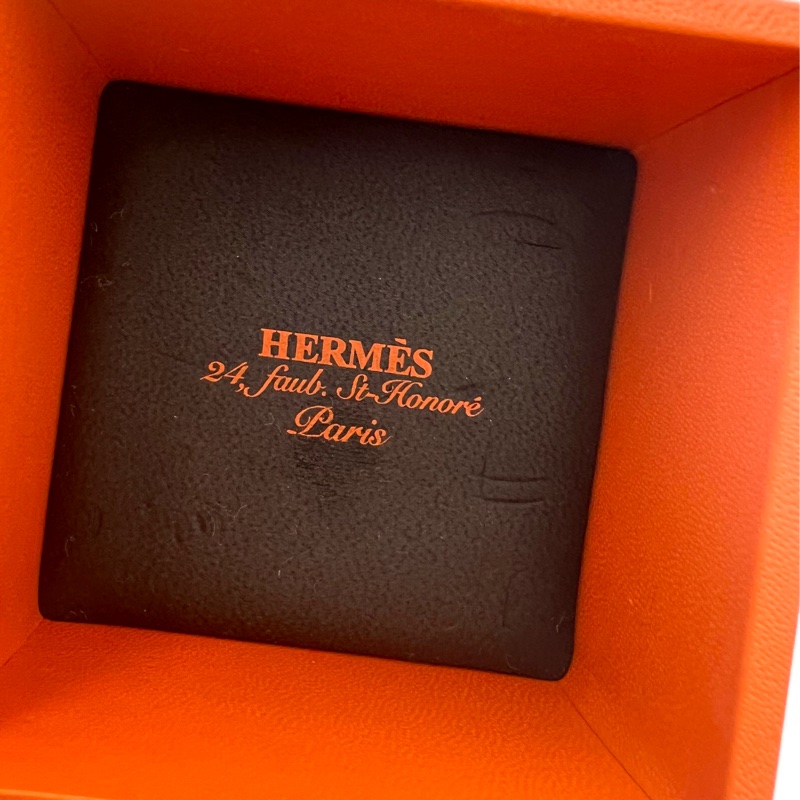 HERMÈS
24, faub. St-Honoré
Paris